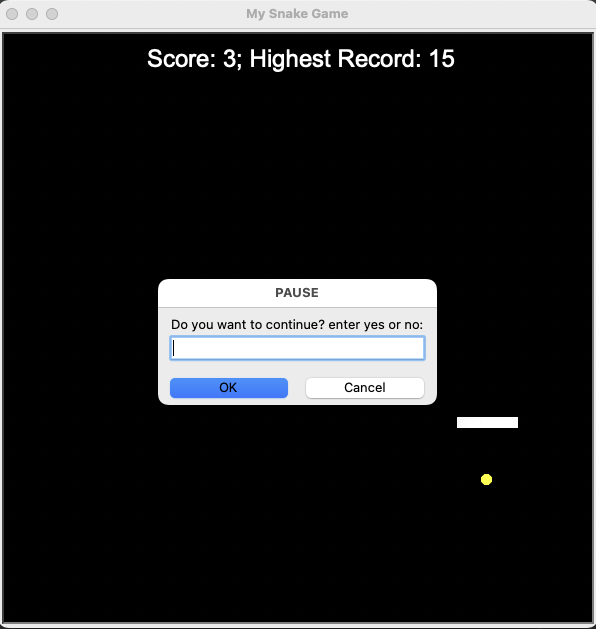 My Snake Game
Score: 3; Highest Record: 15
PAUSE
Do you want to continue? enter yes or no:
OK
Cancel